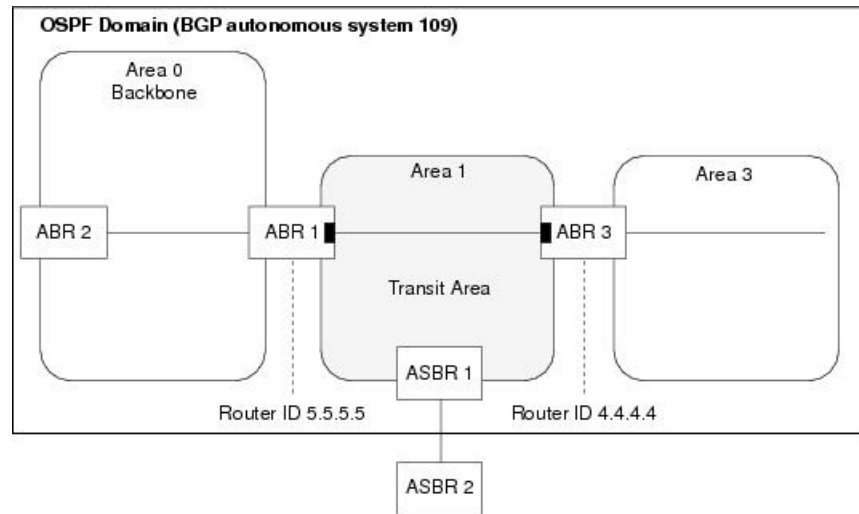 OSPF Domain (BGP autonomous system 109)
Area 0
Backbone
Area 1
Area 3
ABR 2
ABR 1
ABR 3
Transit Area
ASBR 1
Router ID 5.5.5.5
Router ID 4.4.4.4
ASBR 2